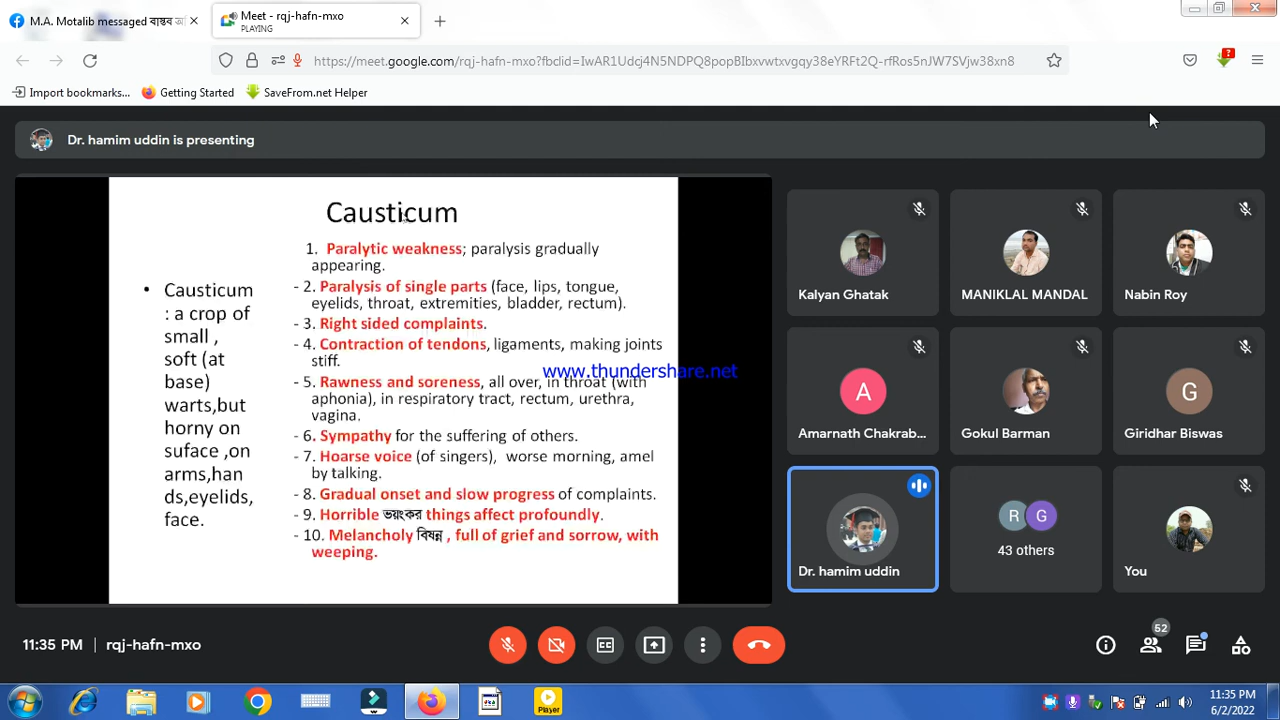 M.A. Motalib messaged বাস্তব
Meet - rqj-hafn-mxo
PLAYING
https://meet.google.com/rqj-hafn-mxo?fbclid=IwAR1Udcj4N5NDPQ8popBIbxvwtxvgqy38eYRFt2Q-rfRos5nJW7SVjw38xn8
Import bookmarks...
Getting Started
SaveFrom.net Helper
Dr. hamim uddin is presenting
Causticum
• Causticum
: a crop of
small ,
soft (at
base)
warts,but
horny on
suface ,on
arms,han
ds,eyelids,
face.
1. Paralytic weakness; paralysis gradually
appearing.
- 2. Paralysis of single parts (face, lips, tongue,
eyelids, throat, extremities, bladder, rectum).
- 3. Right sided complaints.
- 4. Contraction of tendons, ligaments, making joints
stiff.
- 5. Rawness and soreness, all over, in throat (with
aphonia), in respiratory tract, rectum, urethra,
vagina.
- 6. Sympathy for the suffering of others.
- 7. Hoarse voice (of singers), worse morning, amel
by talking.
- 8. Gradual onset and slow progress of complaints.
- 9. Horrible ভয়ংকর things affect profoundly.
- 10. Melancholy বিষন্ন , full of grief and sorrow, with
weeping.
www.thundershare.net
Kalyan Ghatak
MANIKLAL MANDAL
Nabin Roy
A
Amarnath Chakrab...
Gokul Barman
G
Giridhar Biswas
Dr. hamim uddin
R G
43 others
You
11:35 PM | rqj-hafn-mxo
52
Player
11:35 PM
6/2/2022